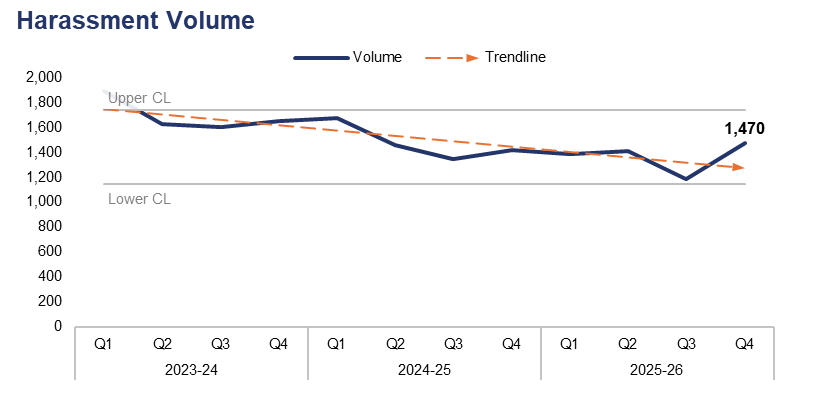 Harassment Volume
Volume Trendline
2,000
1,800
1,600
1,400
1,200
1,000
800
600
400
200
0
Upper CL
1,470
Lower CL
Q1 Q2 Q3 Q4 Q1 Q2 Q3 Q4 Q1 Q2 Q3 Q4
2023-24 2024-25 2025-26